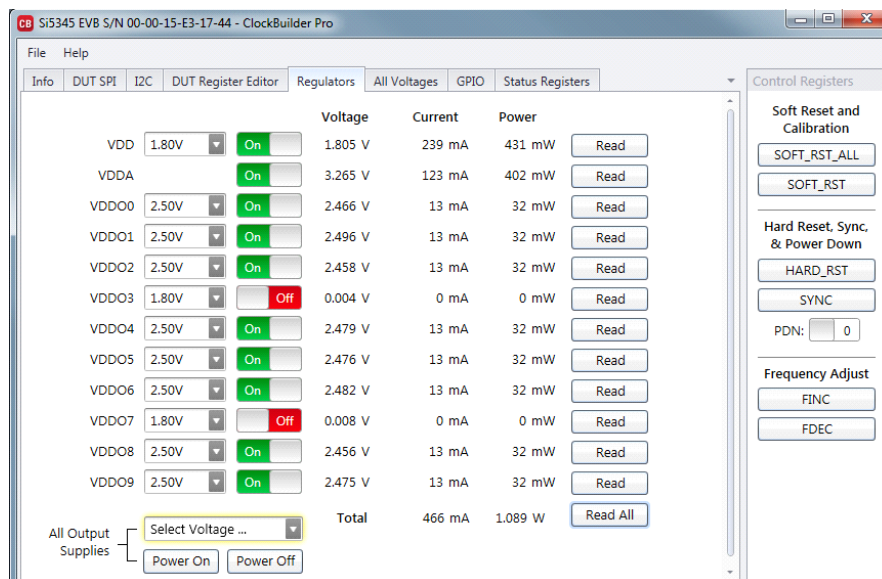 CB Si5345 EVB S/N 00-00-15-E3-17-44 - ClockBuilder Pro
File Help
Info DUT SPI I2C DUT Register Editor Regulators All Voltages GPIO Status Registers
Voltage Current Power
VDD 1.80V On 1.805 V 239 mA 431 mW Read
VDDA On 3.265 V 123 mA 402 mW Read
VDDO0 2.50V On 2.466 V 13 mA 32 mW Read
VDDO1 2.50V On 2.496 V 13 mA 32 mW Read
VDDO2 2.50V On 2.458 V 13 mA 32 mW Read
VDDO3 1.80V Off 0.004 V 0 mA 0 mW Read
VDDO4 2.50V On 2.479 V 13 mA 32 mW Read
VDDO5 2.50V On 2.476 V 13 mA 32 mW Read
VDDO6 2.50V On 2.482 V 13 mA 32 mW Read
VDDO7 1.80V Off 0.008 V 0 mA 0 mW Read
VDDO8 2.50V On 2.456 V 13 mA 32 mW Read
VDDO9 2.50V On 2.475 V 13 mA 32 mW Read
Total 466 mA 1.089 W Read All
All Output
Supplies
Select Voltage ...
Power On Power Off
Control Registers
Soft Reset and
Calibration
SOFT_RST_ALL
SOFT_RST
Hard Reset, Sync,
& Power Down
HARD_RST
SYNC
PDN: 0
Frequency Adjust
FINC
FDEC